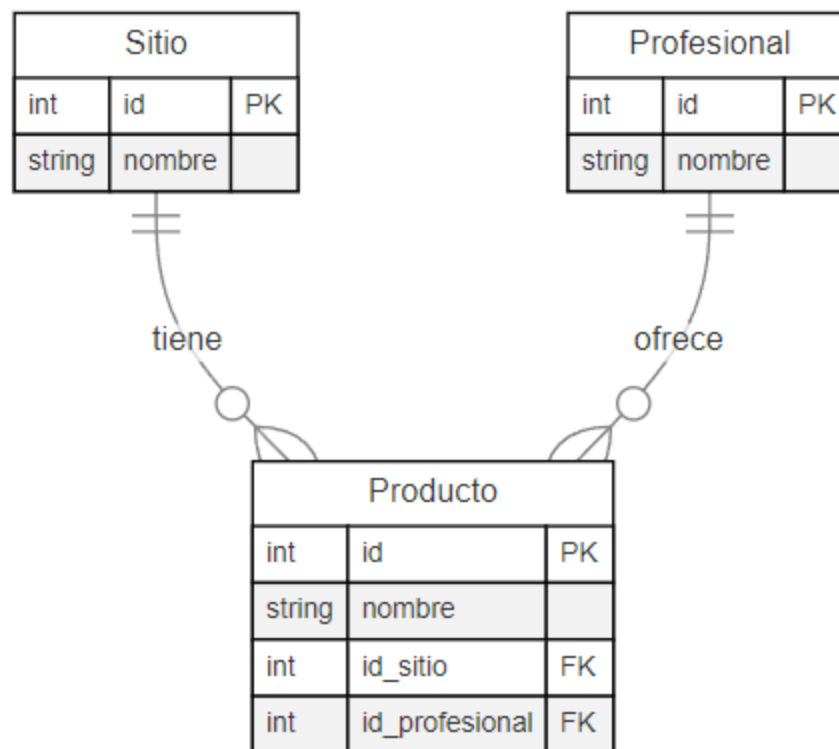 Sitio
int id PK
string nombre
Profesional
int id PK
string nombre
tiene
ofrece
Producto
int id PK
string nombre
int id_sitio FK
int id_profesional FK